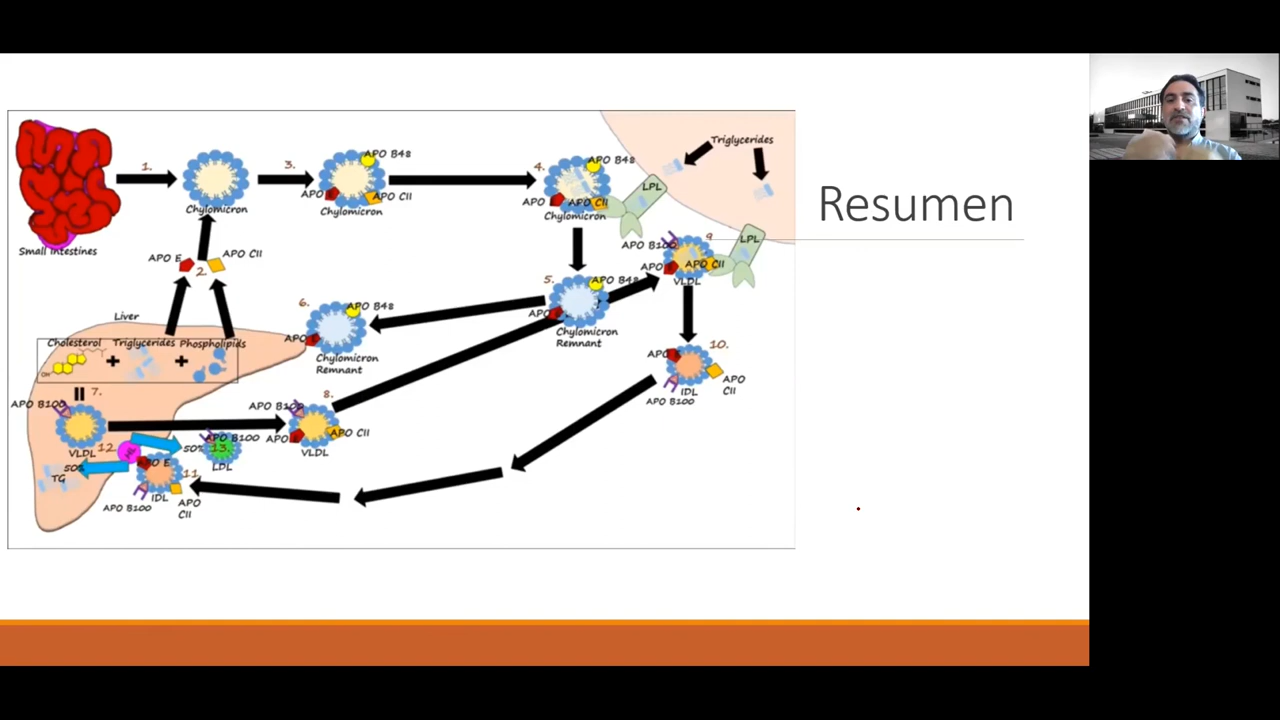 Resumen
Triglycerides
1.
3.
APO B48
4.
APO B48
LPL
APO
APO CII
APO
APO CII
Chylomicron
Chylomicron
Chylomicron
Small Intestines
APO E
APO CII
2.
APO B100
9
LPL
APO
APO CII
VLDL
5.
APO B48
APO
Chylomicron
Remnant
6.
APO B48
APO
Chylomicron
Remnant
Liver
Cholesterol
Triglycerides
Phospholipids
+
+
OH
10.
APO
APO
CII
IDL
APO B100
7.
APO B100
VLDL
8.
APO B100
APO
APO CII
VLDL
12
50%
APO B100
13.
LDL
50%
TG
APO E
11.
IDL
APO B100
APO
CII